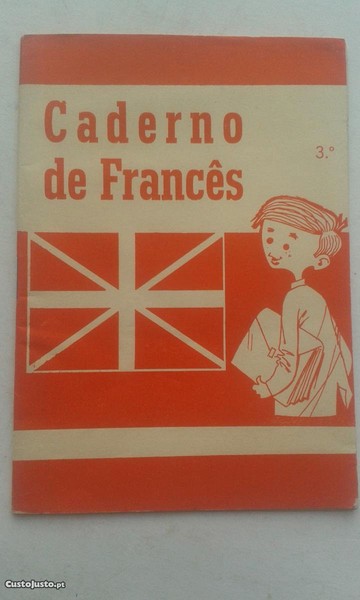 Caderno
3.º
de Francês
CustoJusto.pt